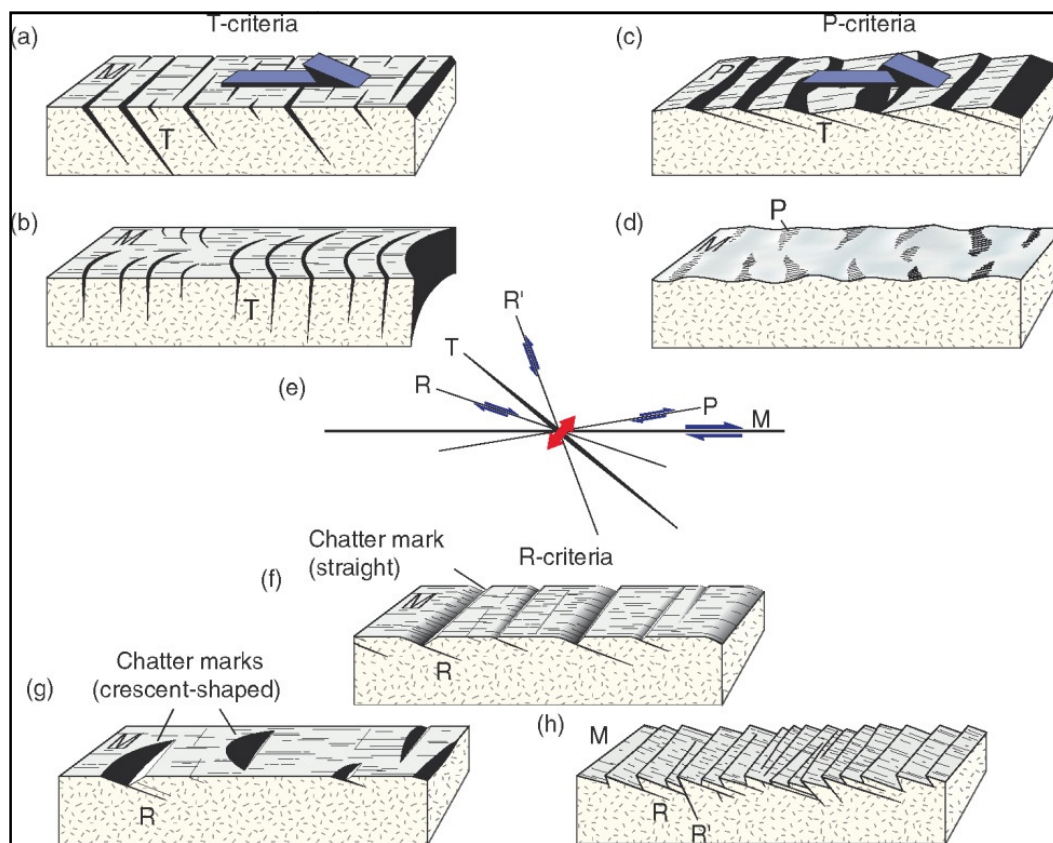 T-criteria
P-criteria
(a)
M
T
(c)
P
T
(b)
M
T
(d)
P
M
(e)
R'
T
R
P
M
R-criteria
Chatter mark
(straight)
(f)
M
R
Chatter marks
(crescent-shaped)
(g)
M
R
(h)
M
R
R'